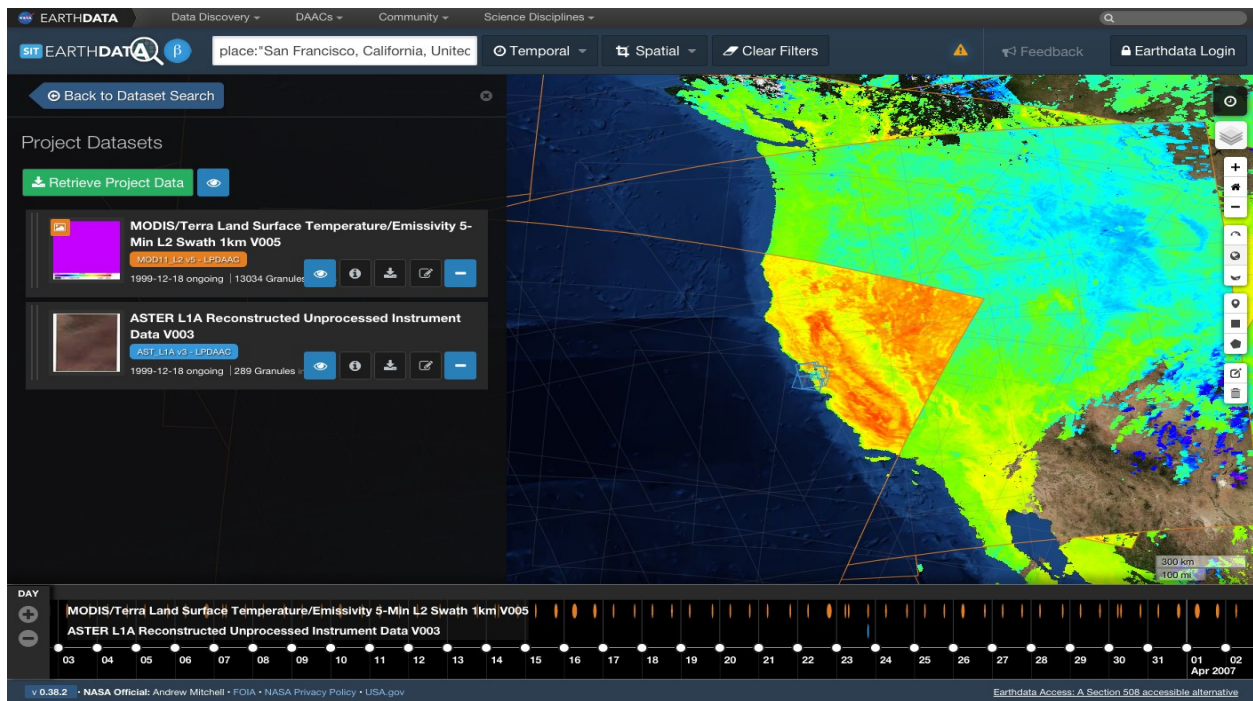 EARTHDATA Data Discovery DAACs Community Science Disciplines
SIT EARTHDATA β place:"San Francisco, California, Unitec Temporal Spatial Clear Filters Feedback Earthdata Login
Back to Dataset Search
Project Datasets
Retrieve Project Data
MODIS/Terra Land Surface Temperature/Emissivity 5-
Min L2 Swath 1km V005
MOD11_L2 v5 - LPDAAC
1999-12-18 ongoing | 13034 Granules
ASTER L1A Reconstructed Unprocessed Instrument
Data V003
AST_L1A v3 - LPDAAC
1999-12-18 ongoing | 289 Granules
300 km
100 mi
DAY
MODIS/Terra Land Surface Temperature/Emissivity 5-Min L2 Swath 1km V005
ASTER L1A Reconstructed Unprocessed Instrument Data V003
03 04 05 06 07 08 09 10 11 12 13 14 15 16 17 18 19 20 21 22 23 24 25 26 27 28 29 30 31 01 02
Apr 2007
v 0.38.2 • NASA Official: Andrew Mitchell • FOIA • NASA Privacy Policy • USA.gov Earthdata Access: A Section 508 accessible alternative